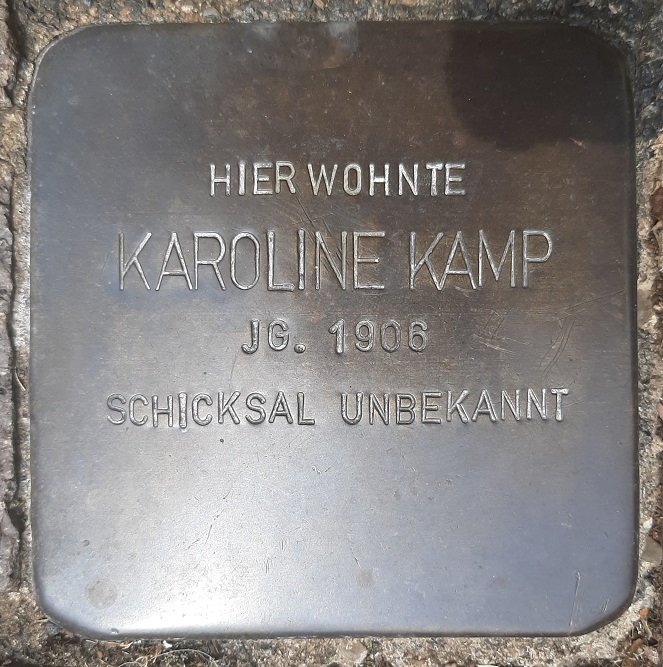 HIER WOHNTE
KAROLINE KAMP
JG. 1906
SCHICKSAL UNBEKANNT